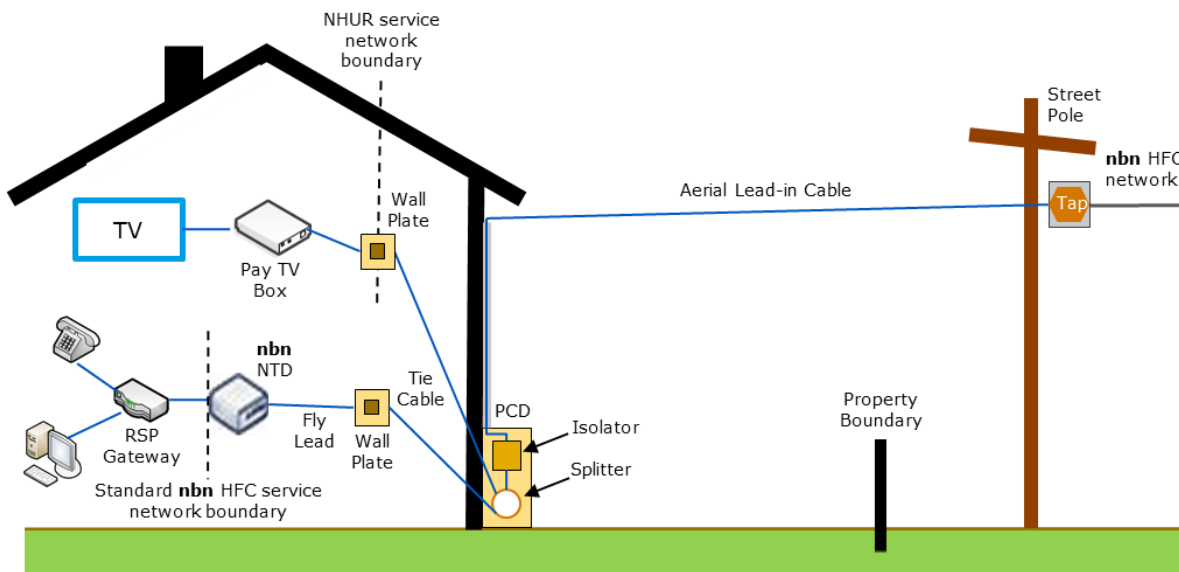 NHUR service
network
boundary
Street
Pole
nbn HFC
network
Aerial Lead-in Cable
Tap
Wall
Plate
TV
Pay TV
Box
nbn
NTD
Tie
Cable
PCD
Property
Boundary
Isolator
Fly
Lead
RSP
Gateway
Wall
Plate
Splitter
Standard nbn HFC service
network boundary